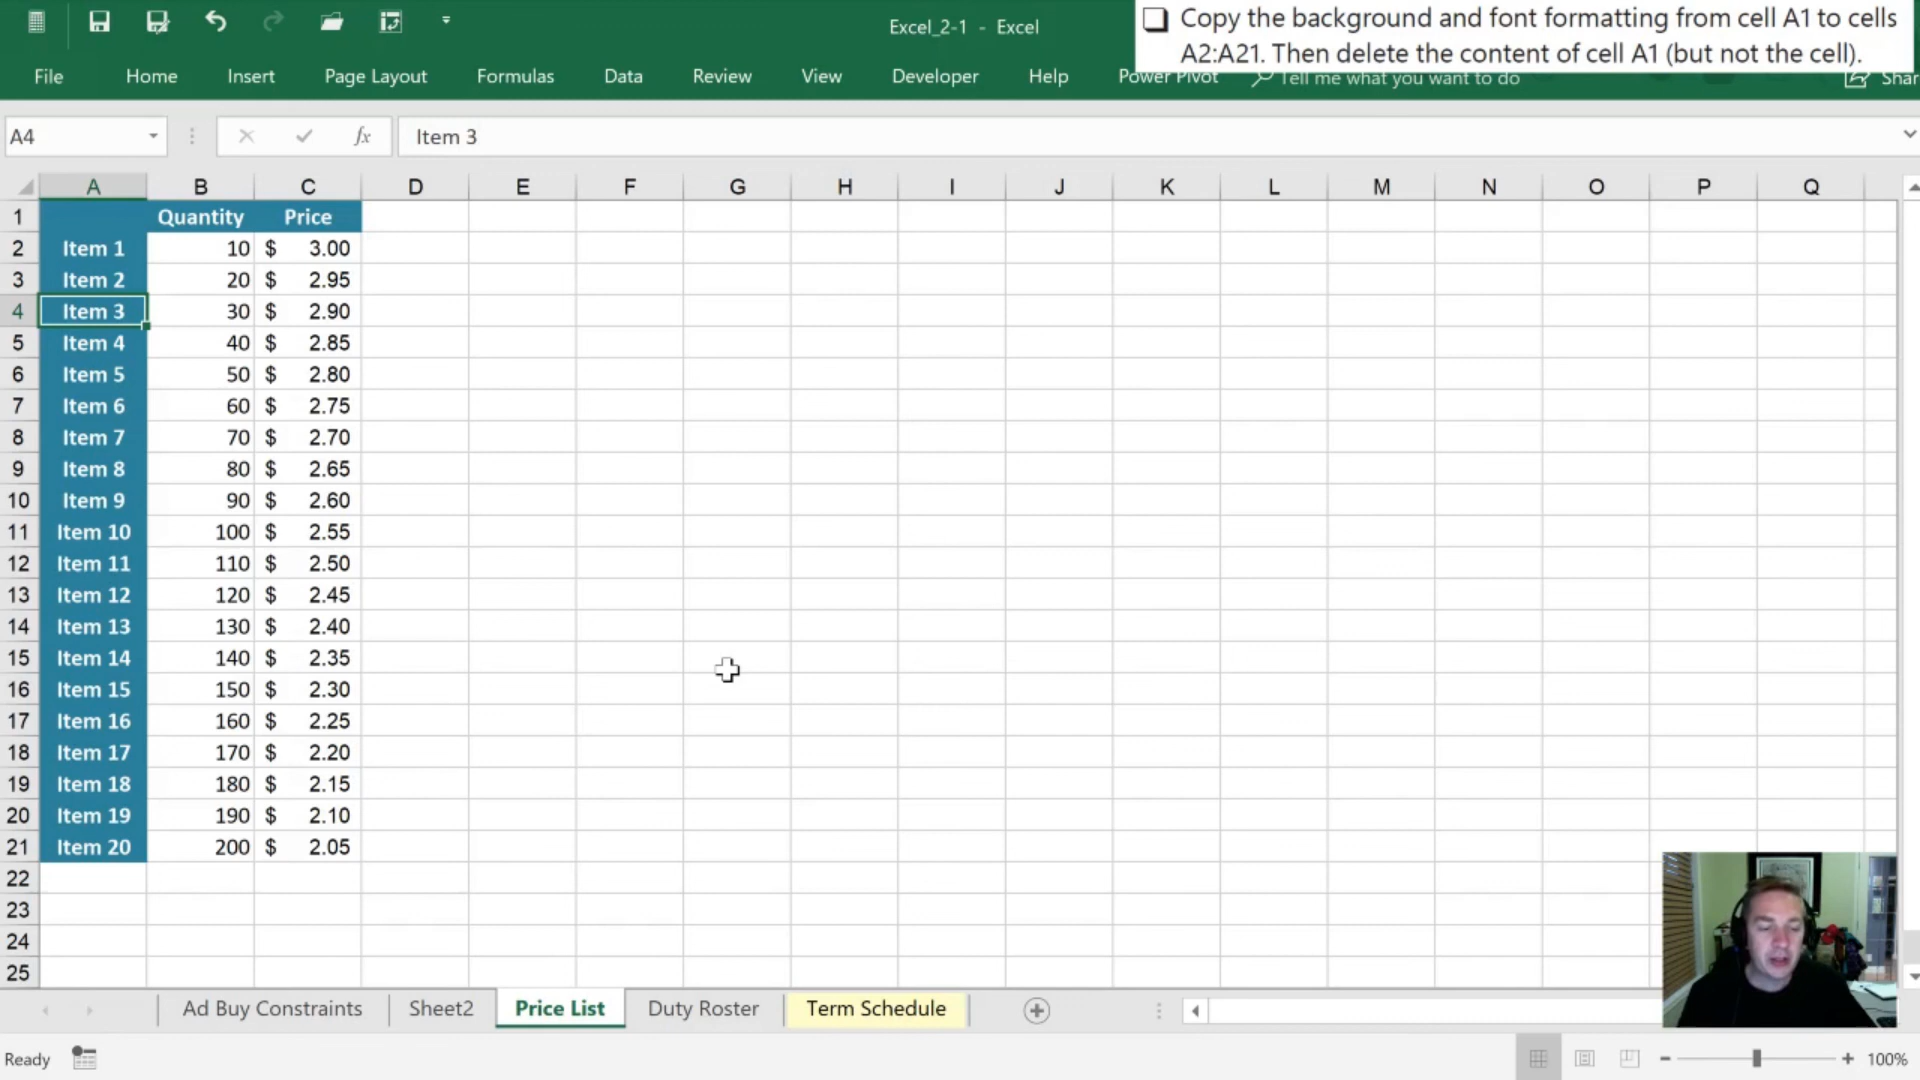 Excel_2-1 - Excel
❑ Copy the background and font formatting from cell A1 to cells
A2:A21. Then delete the content of cell A1 (but not the cell).
File Home Insert Page Layout Formulas Data Review View Developer Help Power Pivot Tell me what you want to do Shar
A4 fx Item 3
A B C D E F G H I J K L M N O P Q
1 Quantity Price
2 Item 1 10 $ 3.00
3 Item 2 20 $ 2.95
4 Item 3 30 $ 2.90
5 Item 4 40 $ 2.85
6 Item 5 50 $ 2.80
7 Item 6 60 $ 2.75
8 Item 7 70 $ 2.70
9 Item 8 80 $ 2.65
10 Item 9 90 $ 2.60
11 Item 10 100 $ 2.55
12 Item 11 110 $ 2.50
13 Item 12 120 $ 2.45
14 Item 13 130 $ 2.40
15 Item 14 140 $ 2.35
16 Item 15 150 $ 2.30
17 Item 16 160 $ 2.25
18 Item 17 170 $ 2.20
19 Item 18 180 $ 2.15
20 Item 19 190 $ 2.10
21 Item 20 200 $ 2.05
22
23
24
25
Ad Buy Constraints Sheet2 Price List Duty Roster Term Schedule
Ready 100%